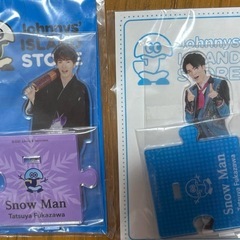 Johnnys'
ISLAND
STORE
Snow Man
Tatsuya Fukazawa
Johnnys'
ISLAND
STORE
Snow Man
Tatsuya Fukazawa